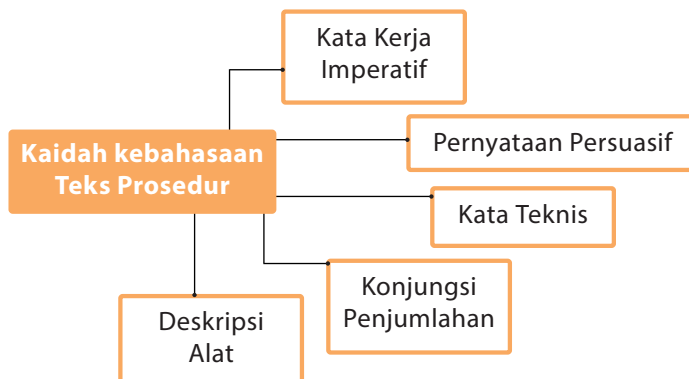 Kata Kerja
Imperatif
Kaidah kebahasaan
Teks Prosedur
Pernyataan Persuasif
Kata Teknis
Konjungsi
Penjumlahan
Deskripsi
Alat